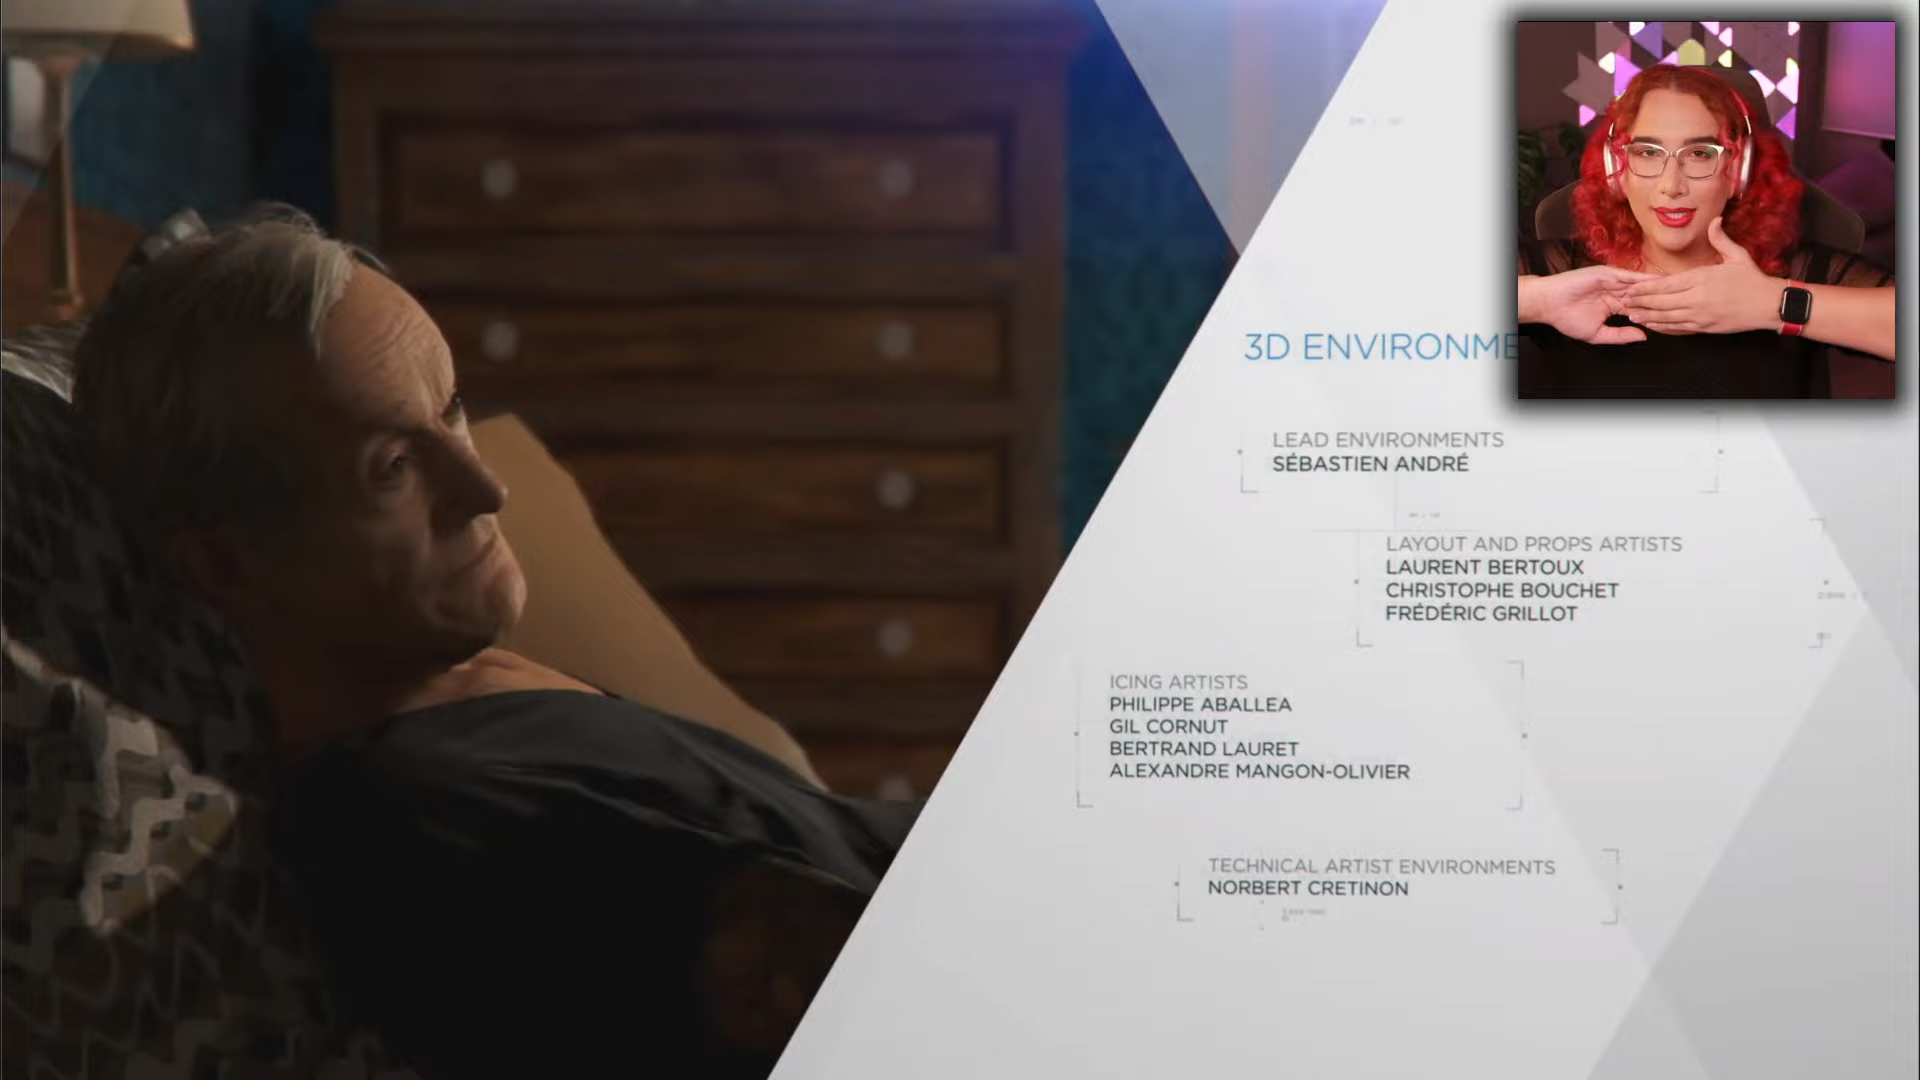 3D ENVIRONME
LEAD ENVIRONMENTS
SÉBASTIEN ANDRÉ
LAYOUT AND PROPS ARTISTS
LAURENT BERTOUX
CHRISTOPHE BOUCHET
FRÉDÉRIC GRILLOT
ICING ARTISTS
PHILIPPE ABALLEA
GIL CORNUT
BERTRAND LAURET
ALEXANDRE MANGON-OLIVIER
TECHNICAL ARTIST ENVIRONMENTS
NORBERT CRETINON